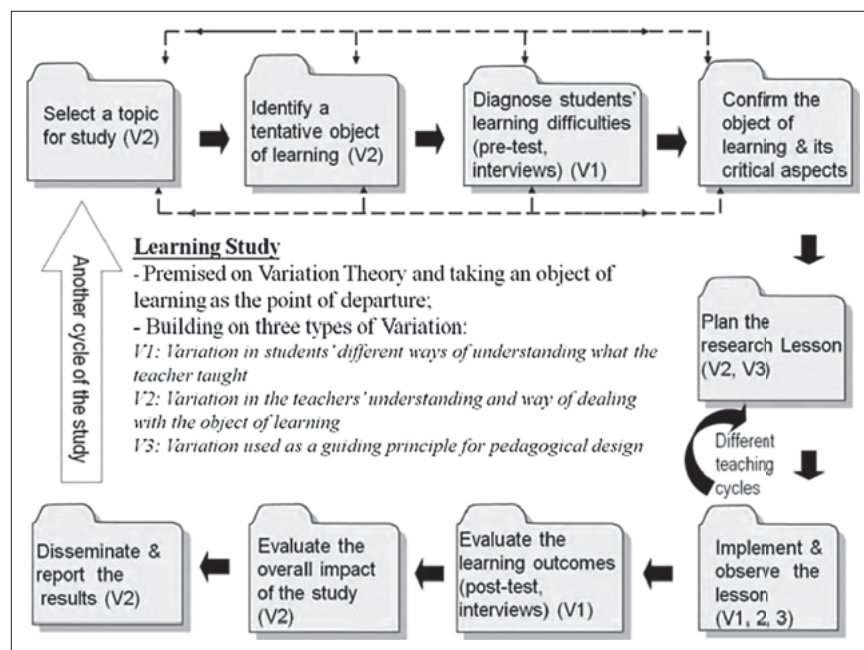 Select a topic
for study (V2)
Identify a
tentative object
of learning (V2)
Diagnose students'
learning difficulties
(pre-test,
interviews) (V1)
Confirm the
object of
learning & its
critical aspects
Another cycle of the study
Learning Study
- Premised on Variation Theory and taking an object of
learning as the point of departure;
- Building on three types of Variation:
V1: Variation in students' different ways of understanding what the
teacher taught
V2: Variation in the teachers' understanding and way of dealing
with the object of learning
V3: Variation used as a guiding principle for pedagogical design
Plan the
research Lesson
(V2, V3)
Different
teaching
cycles
Disseminate &
report the
results (V2)
Evaluate the
overall impact
of the study
(V2)
Evaluate the
learning outcomes
(post-test,
interviews) (V1)
Implement &
observe the
lesson
(V1, 2, 3)